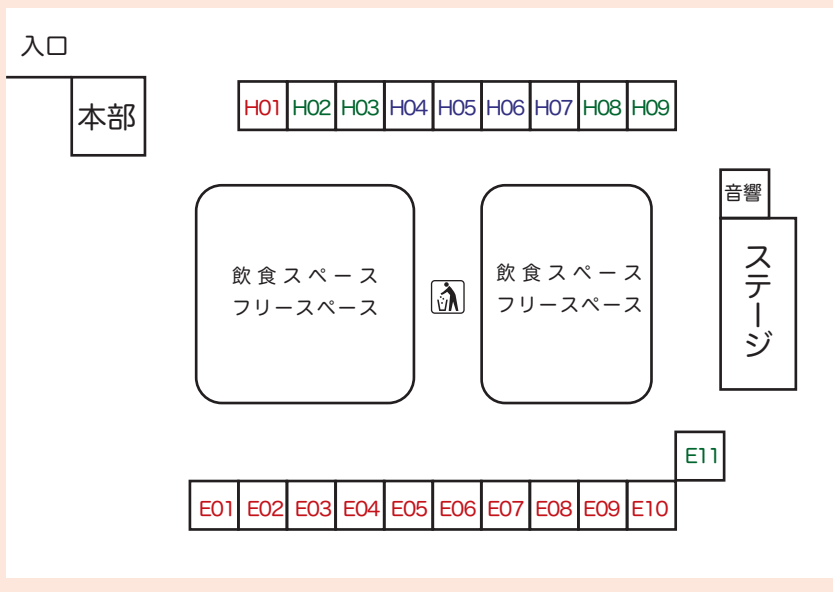 入口
本部
H01 H02 H03 H04 H05 H06 H07 H08 H09
音響
ステージ
飲食スペース
フリースペース
飲食スペース
フリースペース
E11
E01 E02 E03 E04 E05 E06 E07 E08 E09 E10